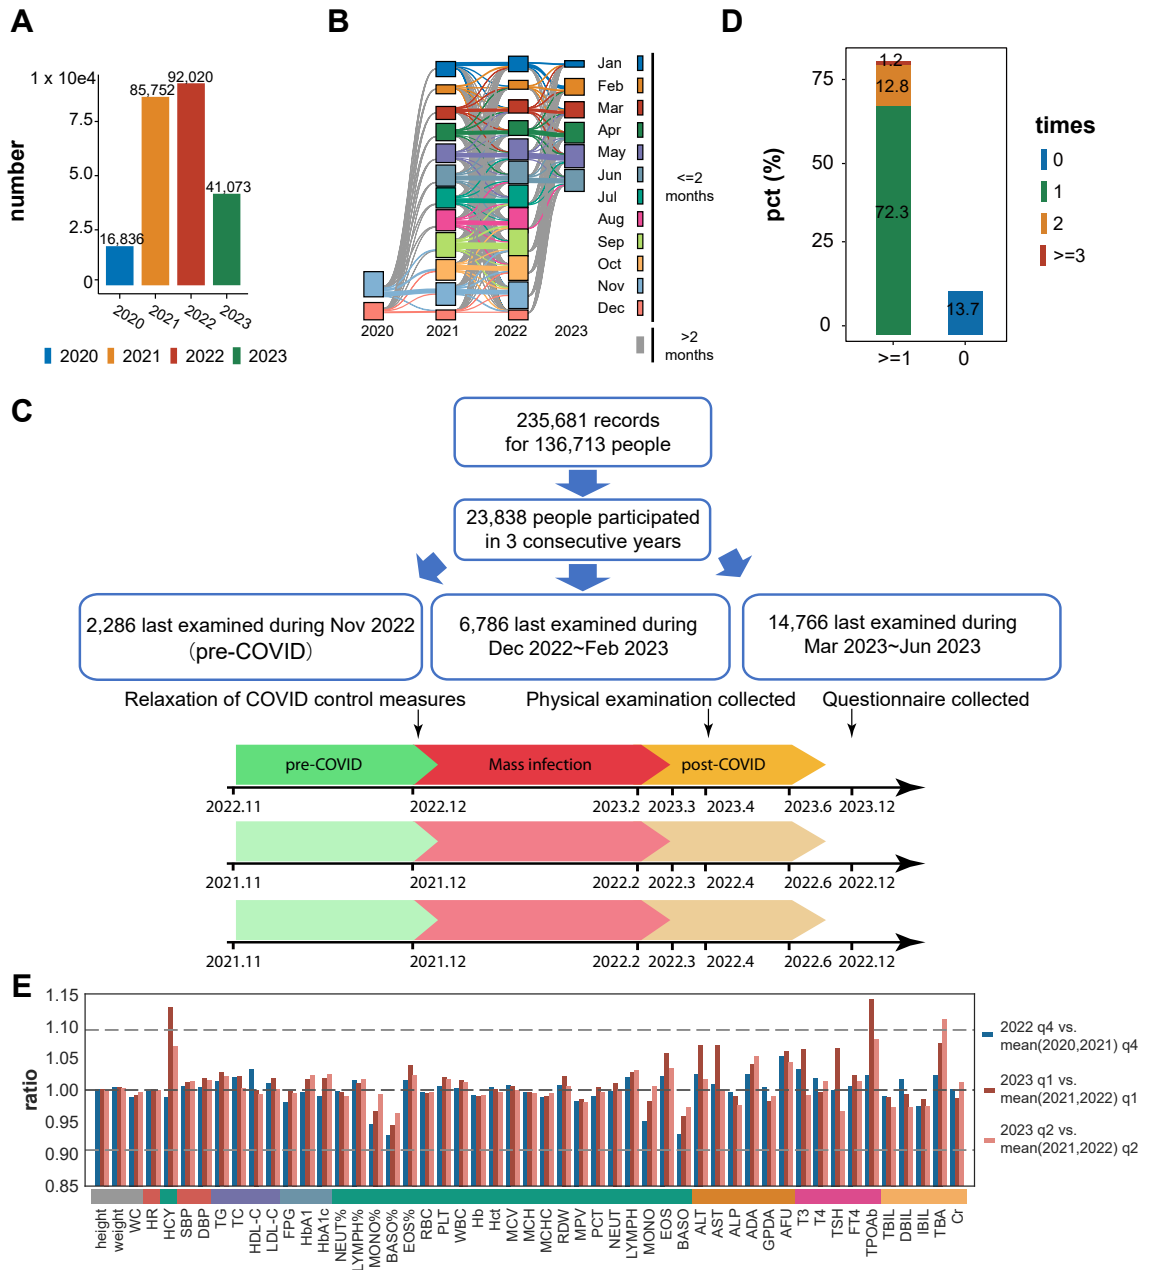 A
1 x 10e4
7.5
5.0
2.5
0
number
16,836
85,752
92,020
41,073
2020
2021
2022
2023
2020 2021 2022 2023
B
Jan
Feb
Mar
Apr
May
Jun
Jul
Aug
Sep
Oct
Nov
Dec
<=2
months
>2
months
2020 2021 2022 2023
D
75
50
25
0
pct (%)
1.2
12.8
72.3
13.7
>=1 0
times
0
1
2
>=3
C
235,681 records
for 136,713 people
23,838 people participated
in 3 consecutive years
2,286 last examined during Nov 2022
(pre-COVID)
6,786 last examined during
Dec 2022~Feb 2023
14,766 last examined during
Mar 2023~Jun 2023
Relaxation of COVID control measures
Physical examination collected
Questionnaire collected
pre-COVID
Mass infection
post-COVID
2022.11 2022.12 2023.2 2023.3 2023.4 2023.6 2023.12
2021.11 2021.12 2022.2 2022.3 2022.4 2022.6 2022.12
2021.11 2021.12 2022.2 2022.3 2022.4 2022.6 2022.12
E
1.15
1.10
1.05
1.00
0.95
0.90
0.85
ratio
2022 q4 vs.
mean(2020,2021) q4
2023 q1 vs.
mean(2021,2022) q1
2023 q2 vs.
mean(2021,2022) q2
height
weight
WC
HR
HCY
SBP
DBP
TG
TC
HDL-C
LDL-C
FPG
HbA1
HbA1c
NEUT%
LYMPH%
MONO%
BASO%
EOS%
RBC
PLT
WBC
Hb
Hct
MCV
MCH
MCHC
RDW
MPV
PCT
NEUT
LYMPH
MONO
EOS
BASO
ALT
AST
ALP
ADA
GPDA
AFU
T3
T4
TSH
FT4
TPOAb
TBIL
DBIL
IBIL
TBA
Cr